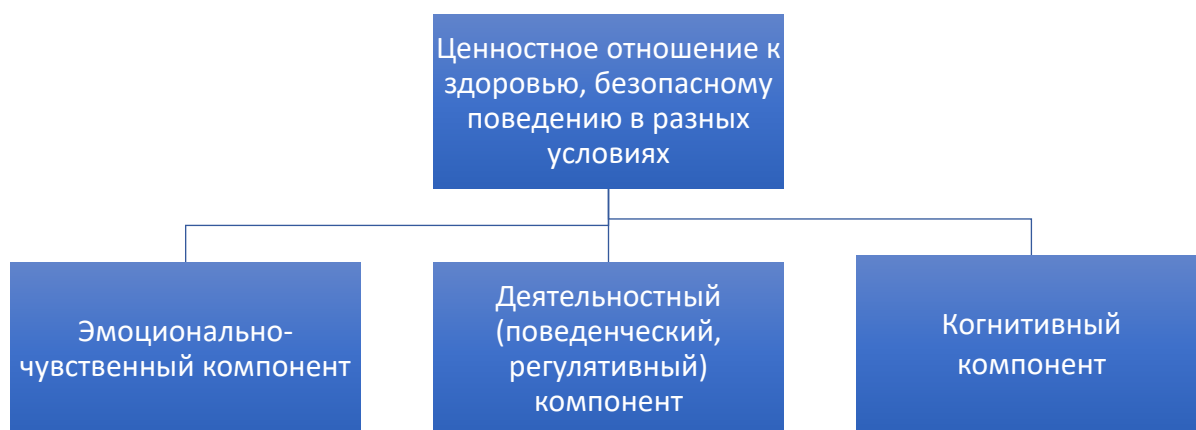 Ценностное отношение к
здоровью, безопасному
поведению в разных
условиях
Эмоционально-
чувственный компонент
Деятельностный
(поведенческий,
регулятивный)
компонент
Когнитивный
компонент